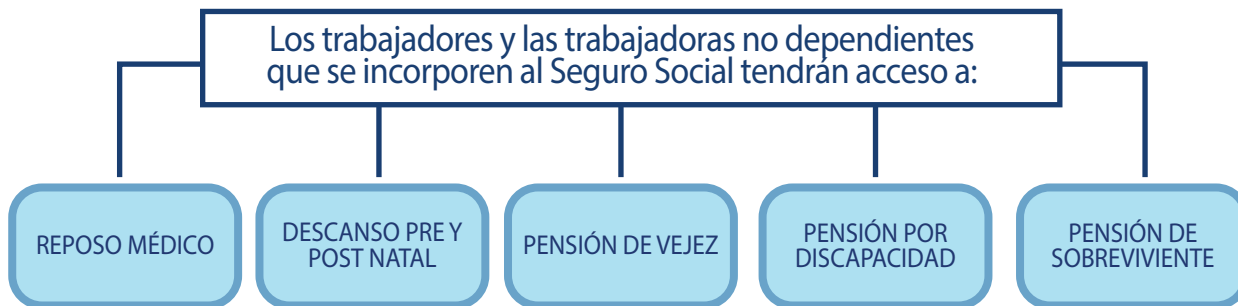 Los trabajadores y las trabajadoras no dependientes
que se incorporen al Seguro Social tendrán acceso a:
REPOSO MÉDICO
DESCANSO PRE Y
POST NATAL
PENSIÓN DE VEJEZ
PENSIÓN POR
DISCAPACIDAD
PENSIÓN DE
SOBREVIVIENTE